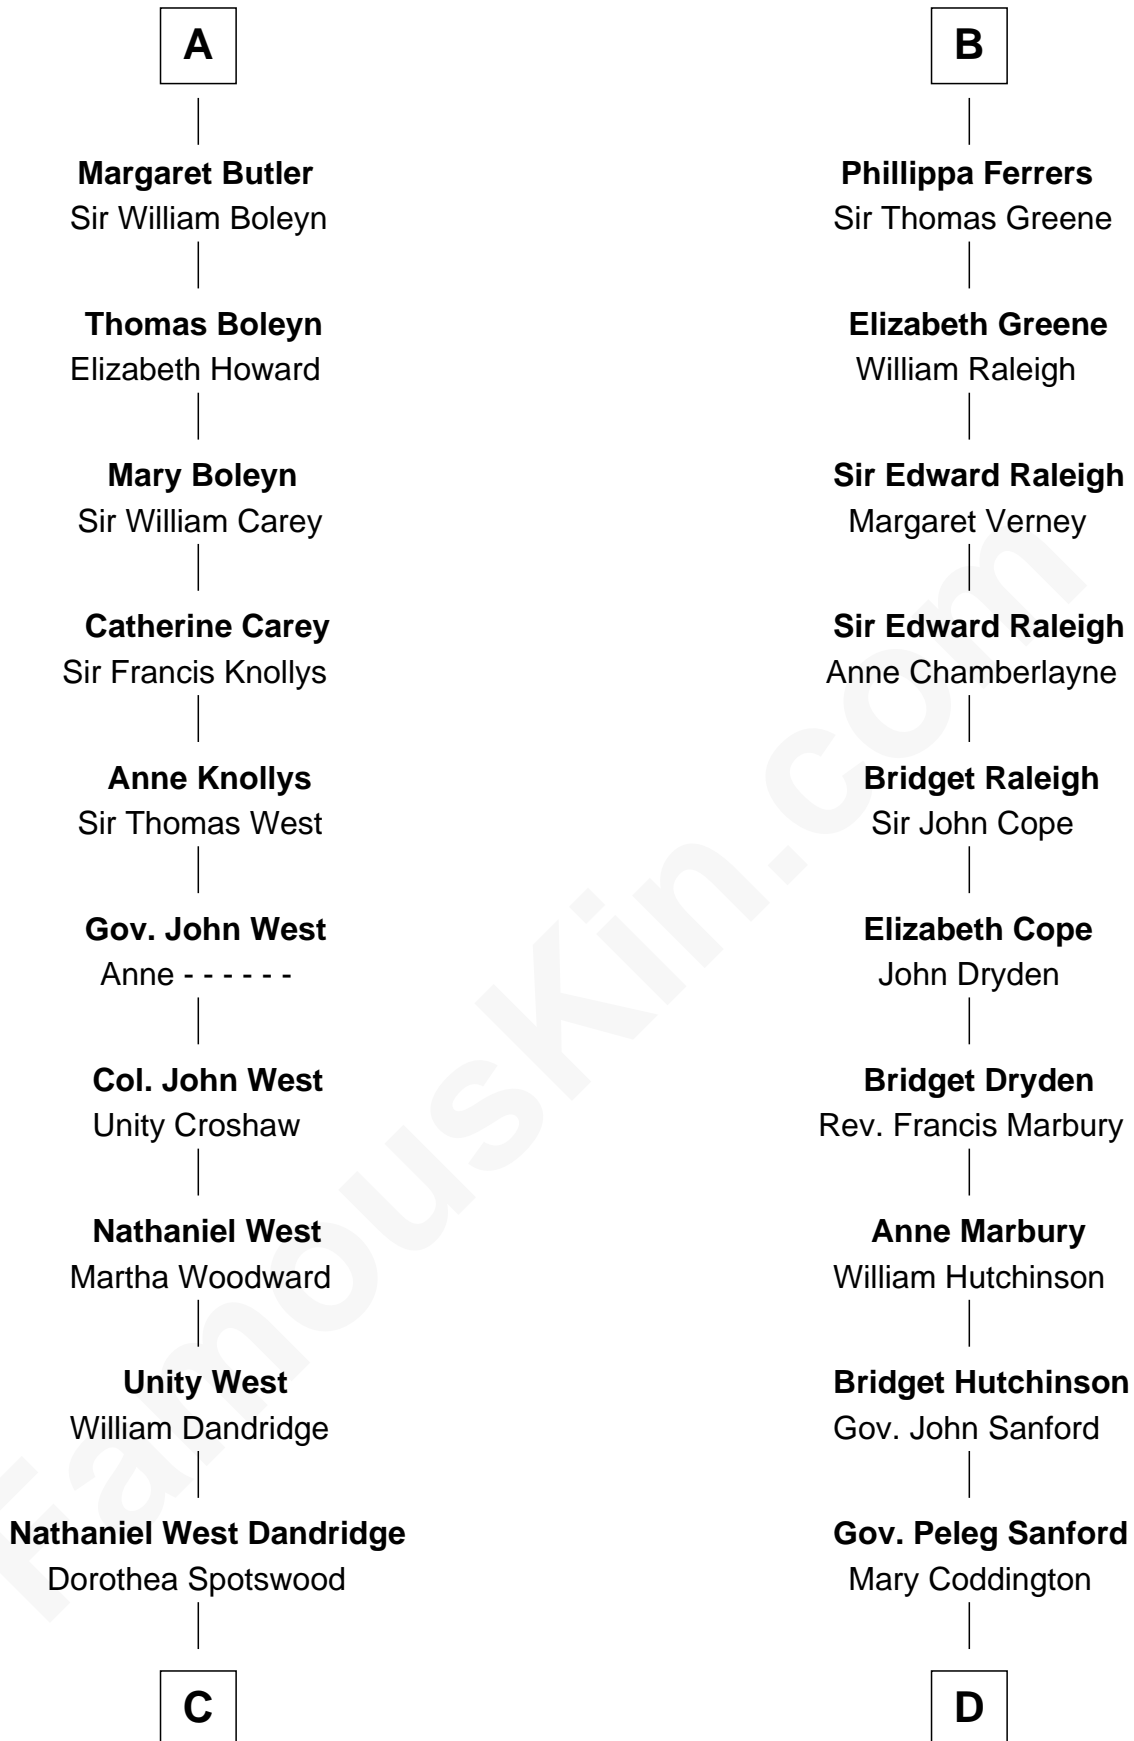 A
Margaret Butler
Sir William Boleyn
Thomas Boleyn
Elizabeth Howard
Mary Boleyn
Sir William Carey
Catherine Carey
Sir Francis Knollys
Anne Knollys
Sir Thomas West
Gov. John West
Anne - - - - - -
Col. John West
Unity Croshaw
Nathaniel West
Martha Woodward
Unity West
William Dandridge
Nathaniel West Dandridge
Dorothea Spotswood
C
B
Phillippa Ferrers
Sir Thomas Greene
Elizabeth Greene
William Raleigh
Sir Edward Raleigh
Margaret Verney
Sir Edward Raleigh
Anne Chamberlayne
Bridget Raleigh
Sir John Cope
Elizabeth Cope
John Dryden
Bridget Dryden
Rev. Francis Marbury
Anne Marbury
William Hutchinson
Bridget Hutchinson
Gov. John Sanford
Gov. Peleg Sanford
Mary Coddington
D
FamousKin.com